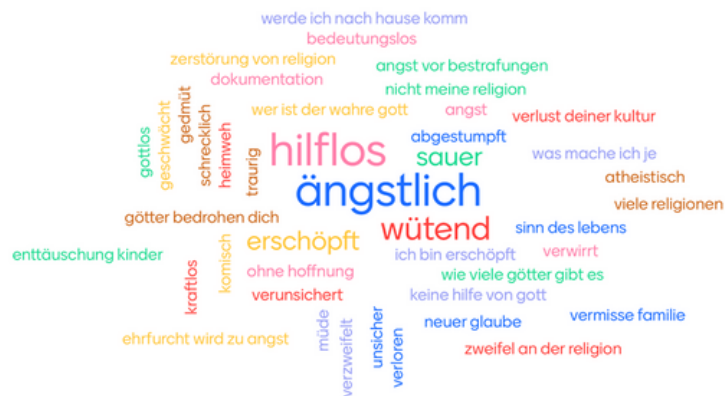 werde ich nach hause komm
bedeutungslos
zerstörung von religion
angst vor bestrafungen
dokumentation
nicht meine religion
wer ist der wahre gott
angst
verlust deiner kultur
gottlos
geschwächt
gedmüt
schrecklich
heimweh
traurig
hilflos
abgestumpft
sauer
was mache ich je
ängstlich
atheistisch
viele religionen
götter bedrohen dich
wütend
sinn des lebens
enttäuschung kinder
erschöpft
ich bin erschöpft
verwirrt
kraftlos
komisch
ohne hoffnung
wie viele götter gibt es
verunsichert
keine hilfe von gott
ehrfurcht wird zu angst
müde
verzweifelt
unsicher
verloren
neuer glaube
vermisse familie
zweifel an der religion